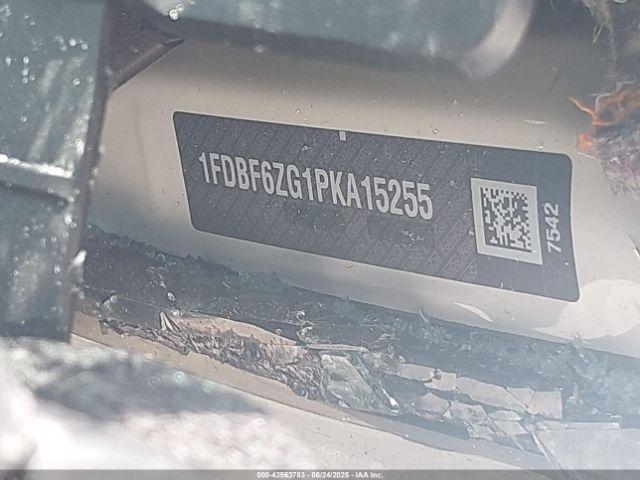 1FDBF6ZG1PKA15255
7542
000-42563783 - 06/24/2025 - IAA Inc.